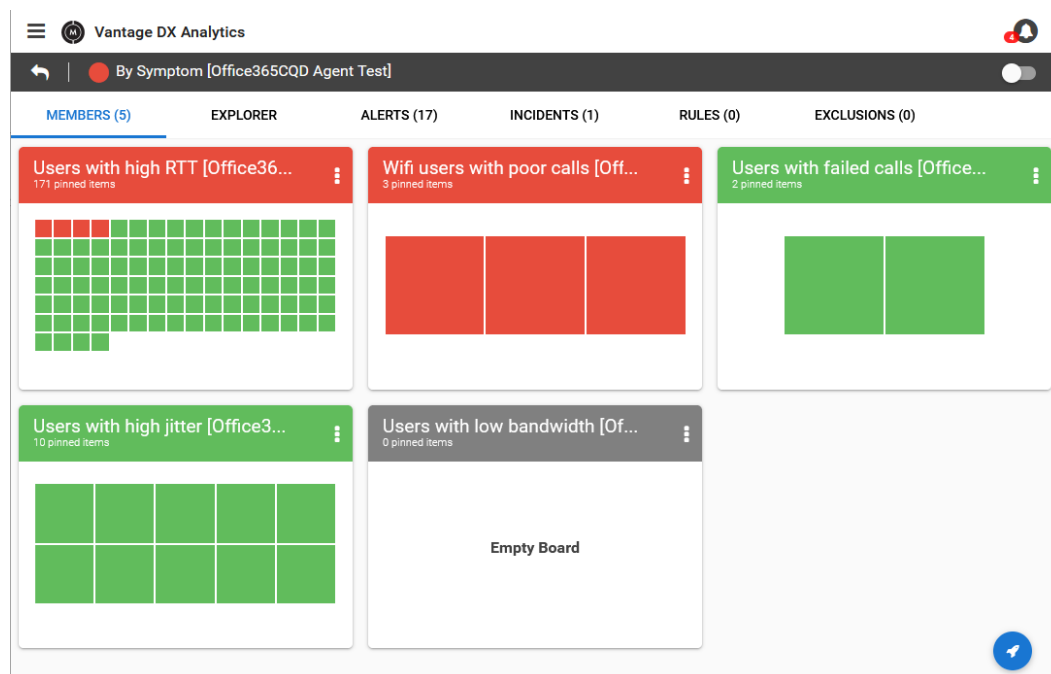 Vantage DX Analytics
4
By Symptom [Office365CQD Agent Test]
MEMBERS (5) EXPLORER ALERTS (17) INCIDENTS (1) RULES (0) EXCLUSIONS (0)
Users with high RTT [Office36...
171 pinned items
Wifi users with poor calls [Off...
3 pinned items
Users with failed calls [Office...
2 pinned items
Users with high jitter [Office3...
10 pinned items
Users with low bandwidth [Of...
0 pinned items
Empty Board